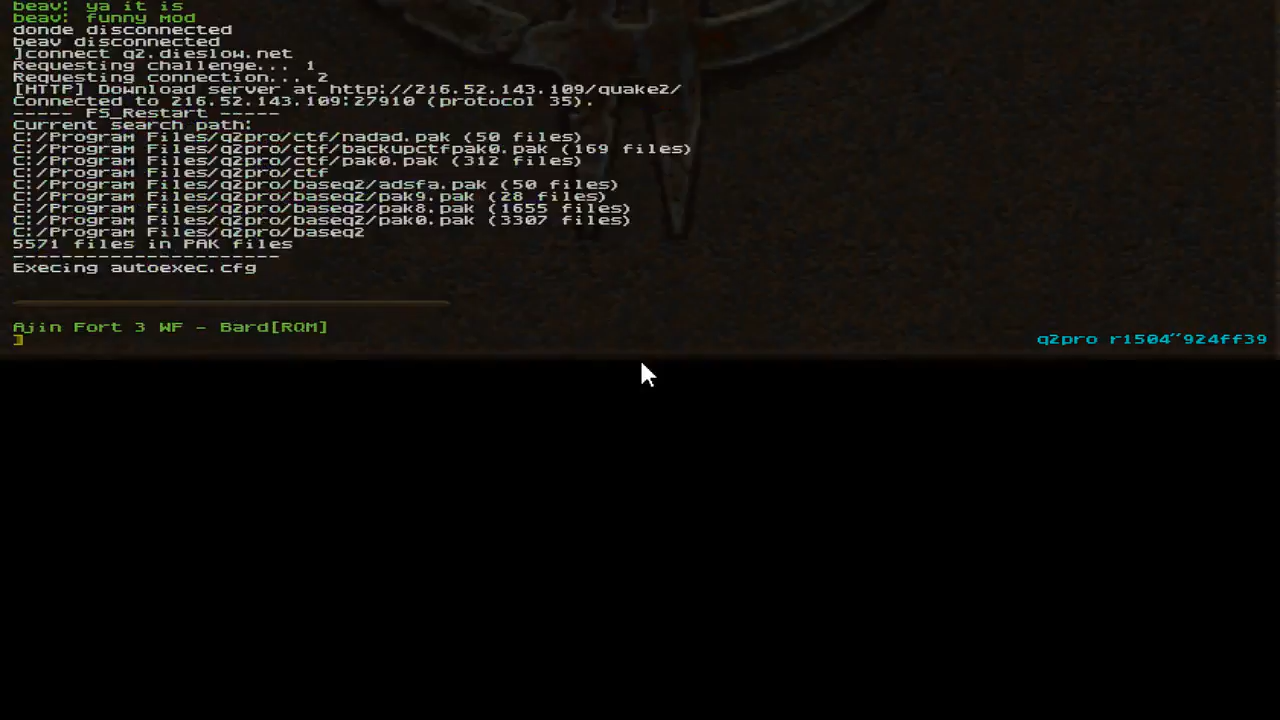 beav: ya it is
beav: funny mod
donde disconnected
beav disconnected
]connect q2.dieslow.net
Requesting challenge... 1
Requesting connection... 2
[HTTP] Download server at http://216.52.143.109/quake2/
Connected to 216.52.143.109:27910 (protocol 35).
----- FS_Restart -----
Current search path:
C:/Program Files/q2pro/ctf/nadad.pak (50 files)
C:/Program Files/q2pro/ctf/backupctfpak0.pak (169 files)
C:/Program Files/q2pro/ctf/pak0.pak (312 files)
C:/Program Files/q2pro/ctf
C:/Program Files/q2pro/baseq2/adsfa.pak (50 files)
C:/Program Files/q2pro/baseq2/pak9.pak (28 files)
C:/Program Files/q2pro/baseq2/pak8.pak (1655 files)
C:/Program Files/q2pro/baseq2/pak0.pak (3307 files)
C:/Program Files/q2pro/baseq2
5571 files in PAK files
----------------------
Execing autoexec.cfg
Ajin Fort 3 WF - Bard[RQM]
]
q2pro r1504~924ff39